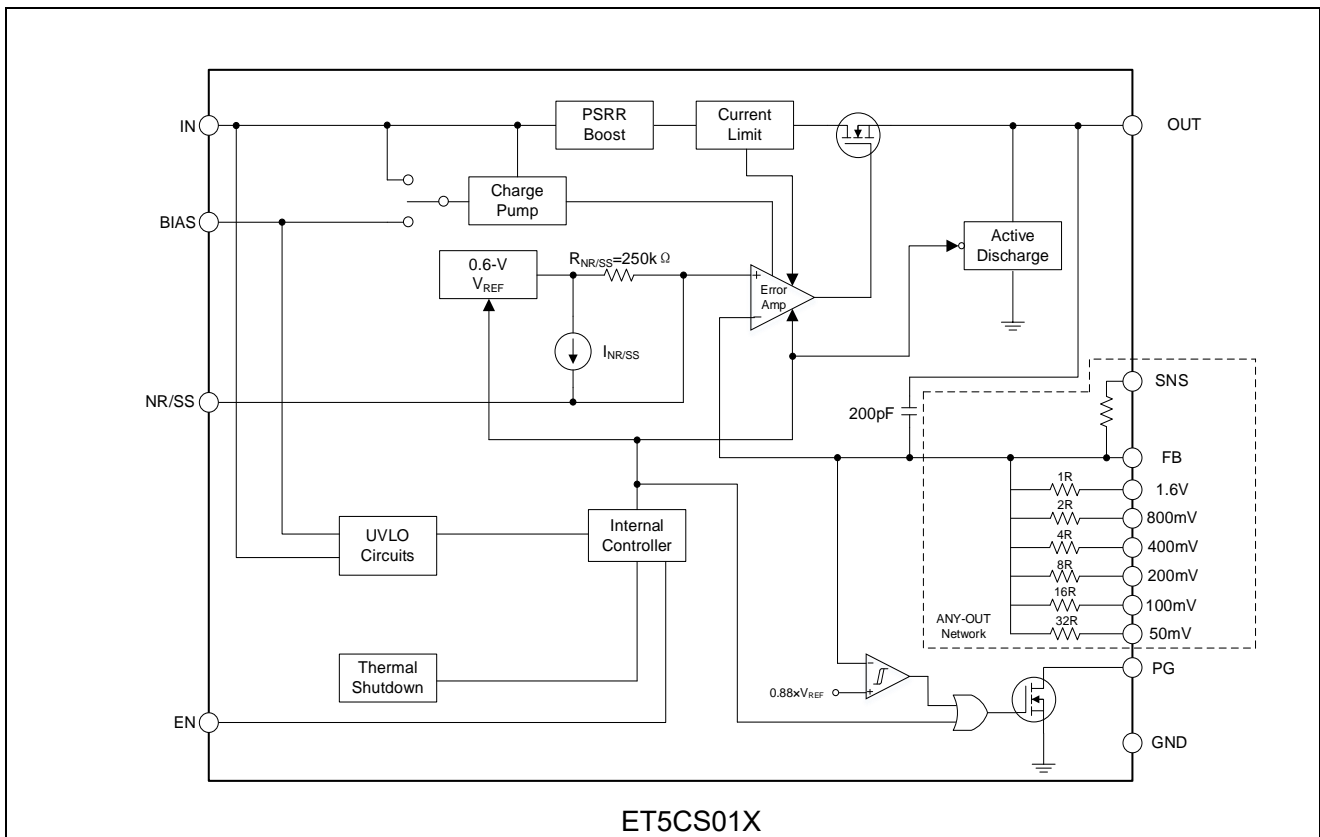 IN
PSRR
Boost
Current
Limit
OUT
Charge
Pump
BIAS
Active
Discharge
0.6-V
VREF
RNR/SS=250kΩ
+
Error
Amp
−
INR/SS
NR/SS
SNS
200pF
FB
1R
1.6V
2R
800mV
4R
400mV
8R
200mV
16R
100mV
32R
50mV
ANY-OUT
Network
UVLO
Circuits
Internal
Controller
Thermal
Shutdown
−
0.88×VREF
+
PG
EN
GND
ET5CS01X